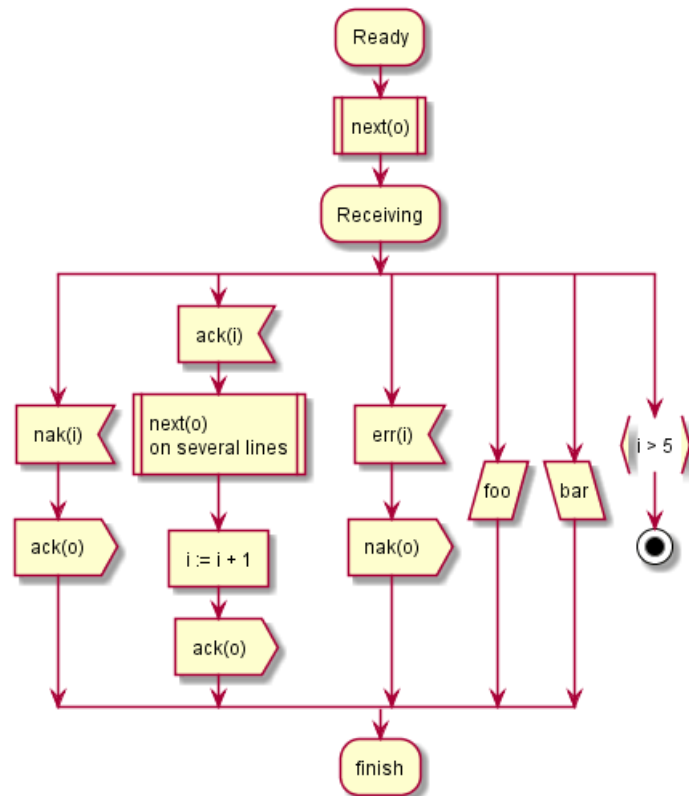 Ready
next(o)
Receiving
nak(i)
ack(o)
ack(i)
next(o)
on several lines
i := i + 1
ack(o)
err(i)
nak(o)
foo
bar
i > 5
finish